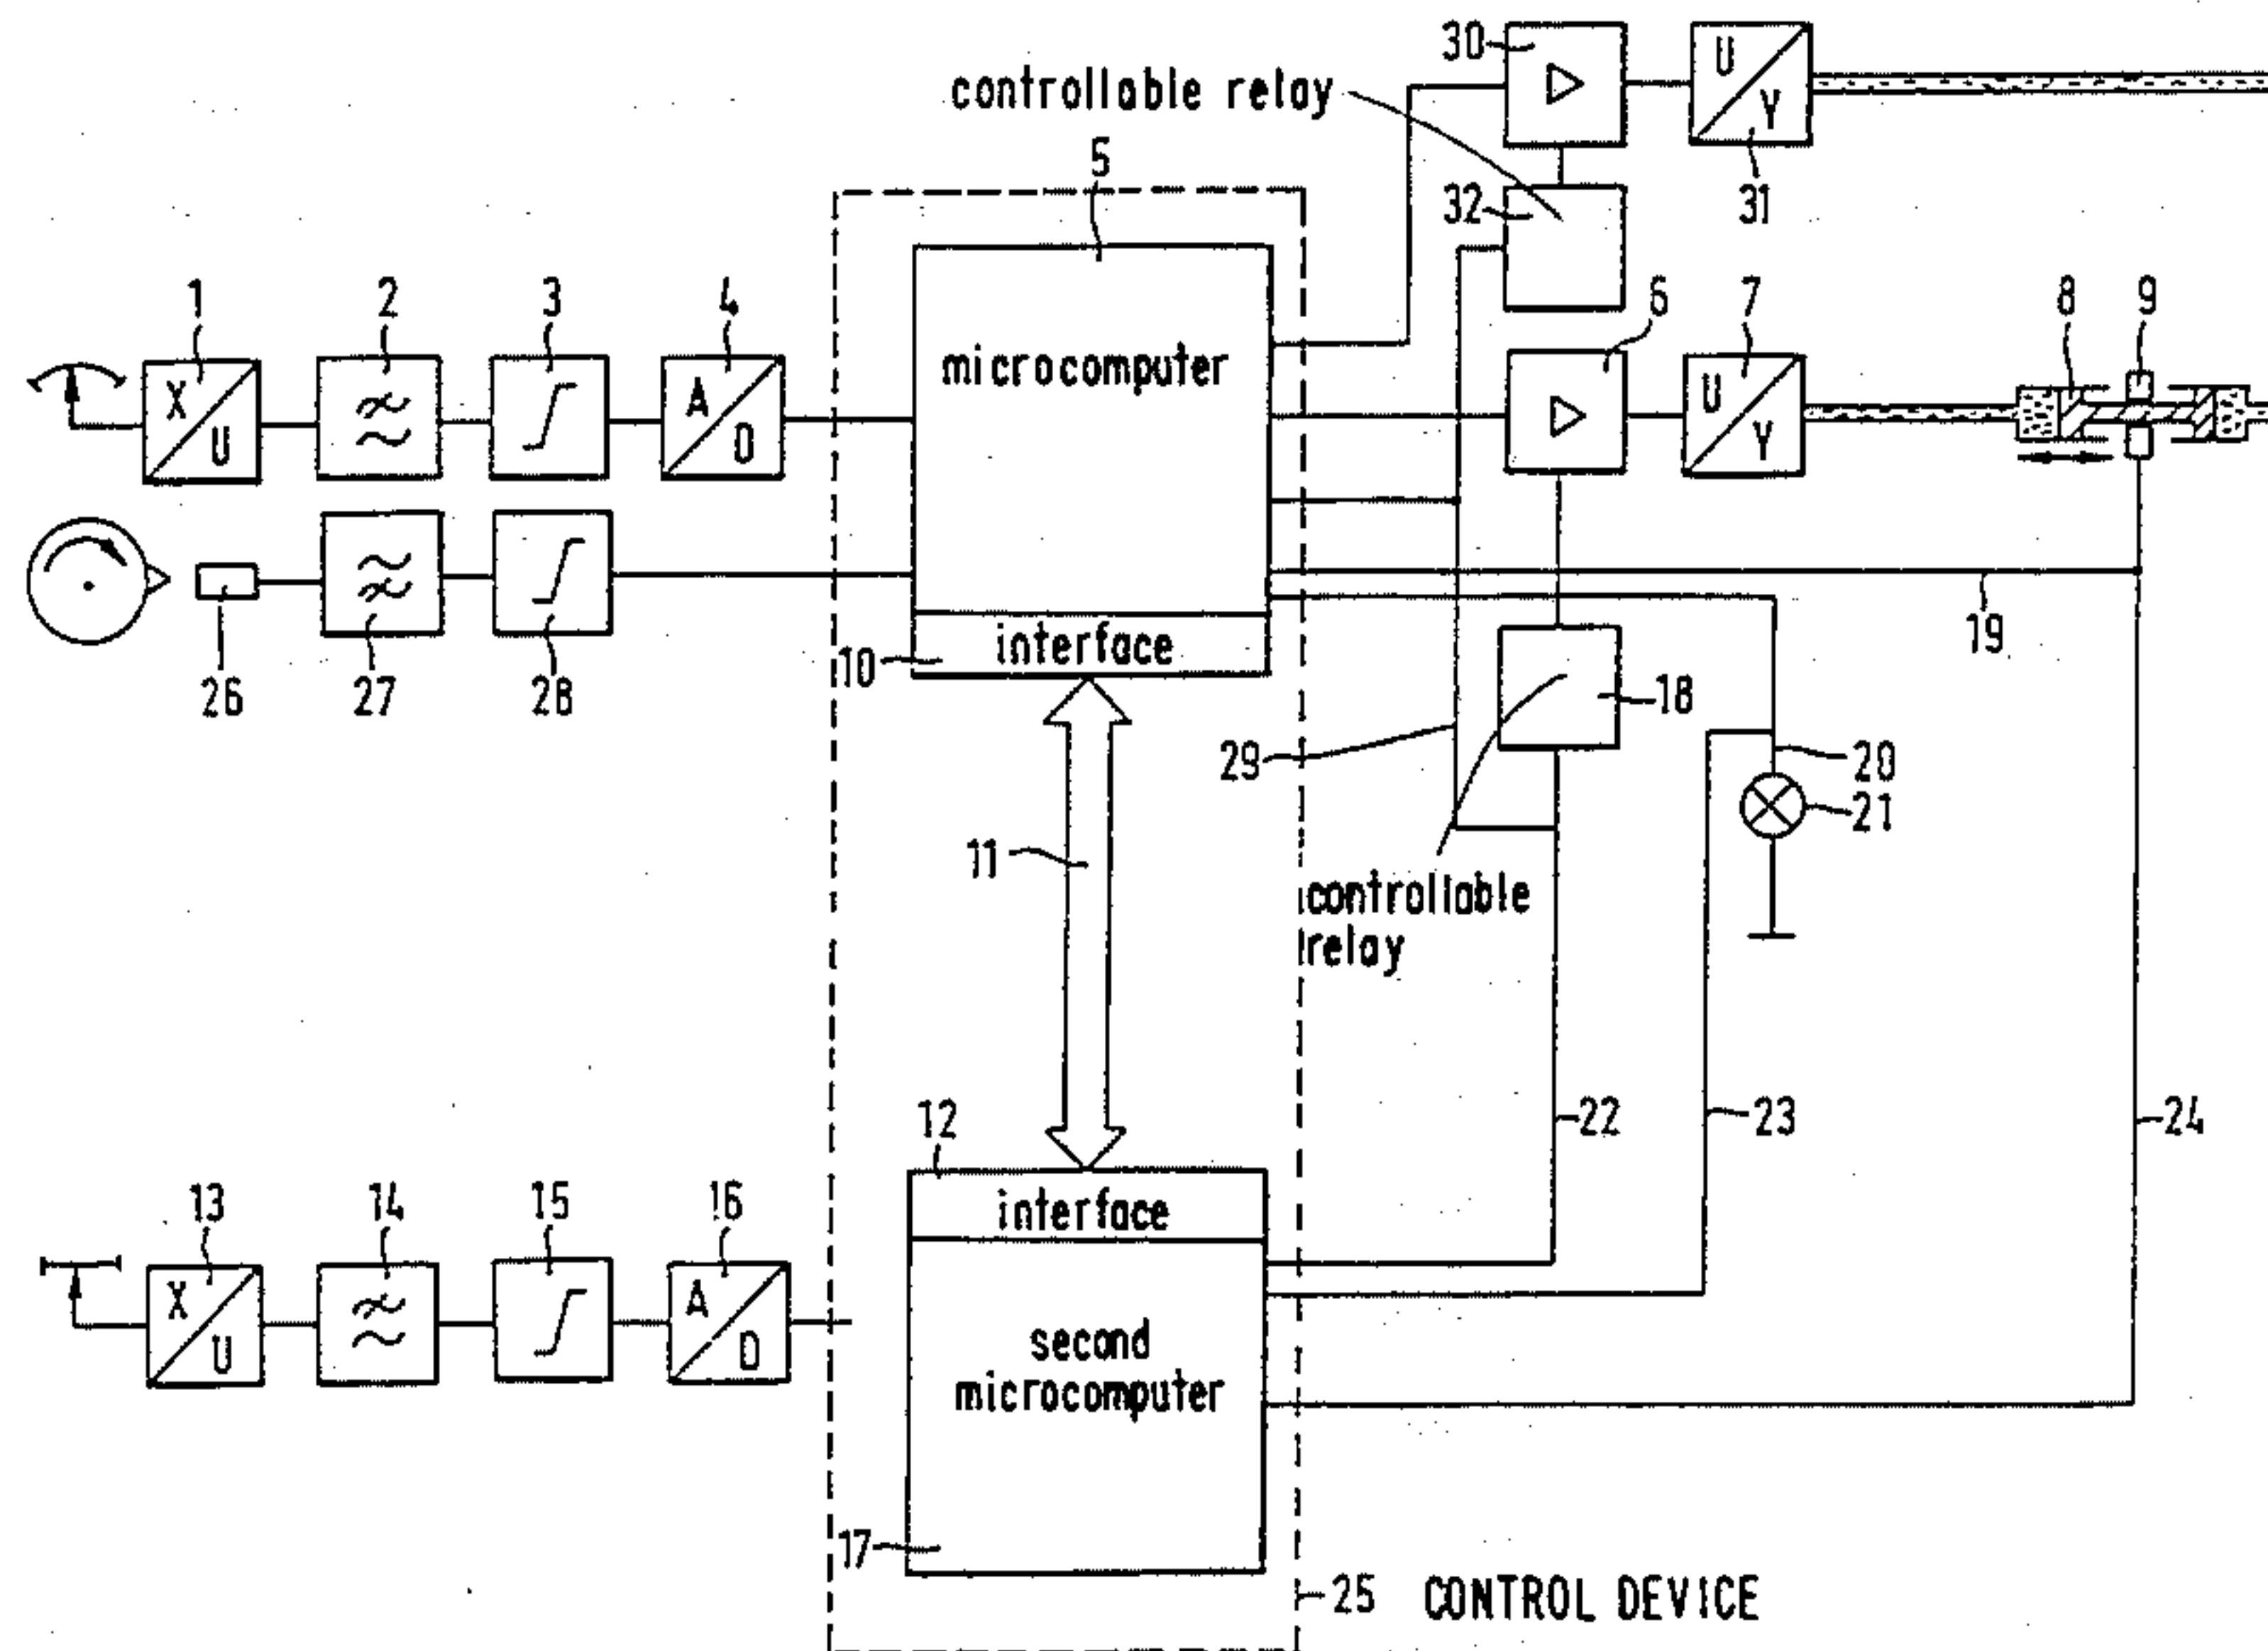 30
U
Y
controllable relay
31
5
32
6
7
8
9
1
2
3
4
X
U
A
D
microcomputer
U
Y
26
27
28
10
interface
19
18
29
20
21
11
controllable
relay
12
22
23
24
interface
13
14
15
16
X
U
A
D
second
microcomputer
17
25
CONTROL DEVICE